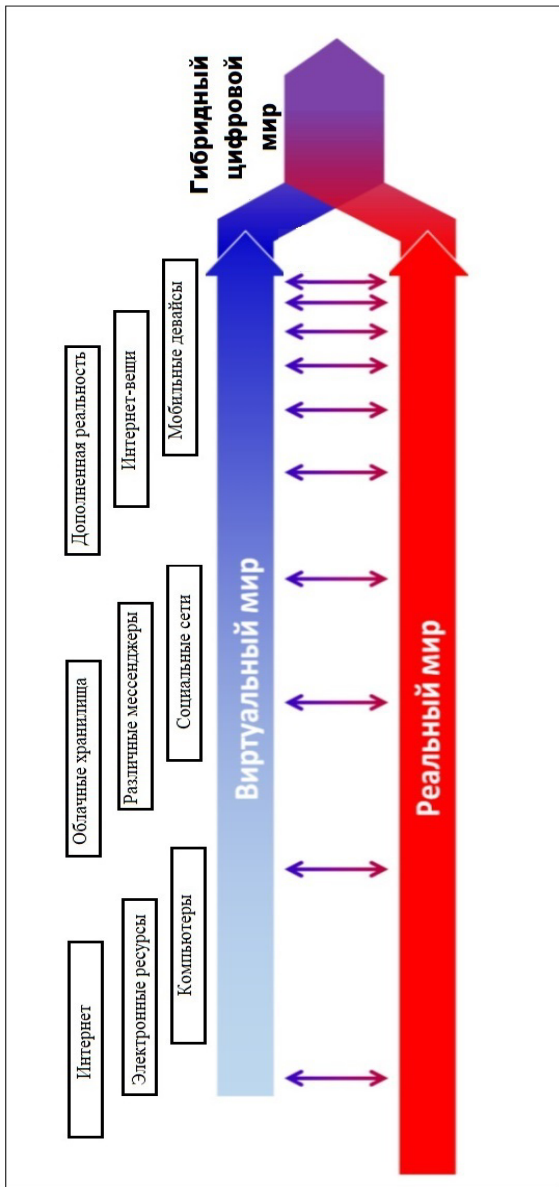 Гибридный
цифровой
мир
Дополненная реальность
Интернет-вещи
Мобильные девайсы
Облачные хранилища
Различные мессенджеры
Социальные сети
Интернет
Электронные ресурсы
Компьютеры
Виртуальный мир
Реальный мир